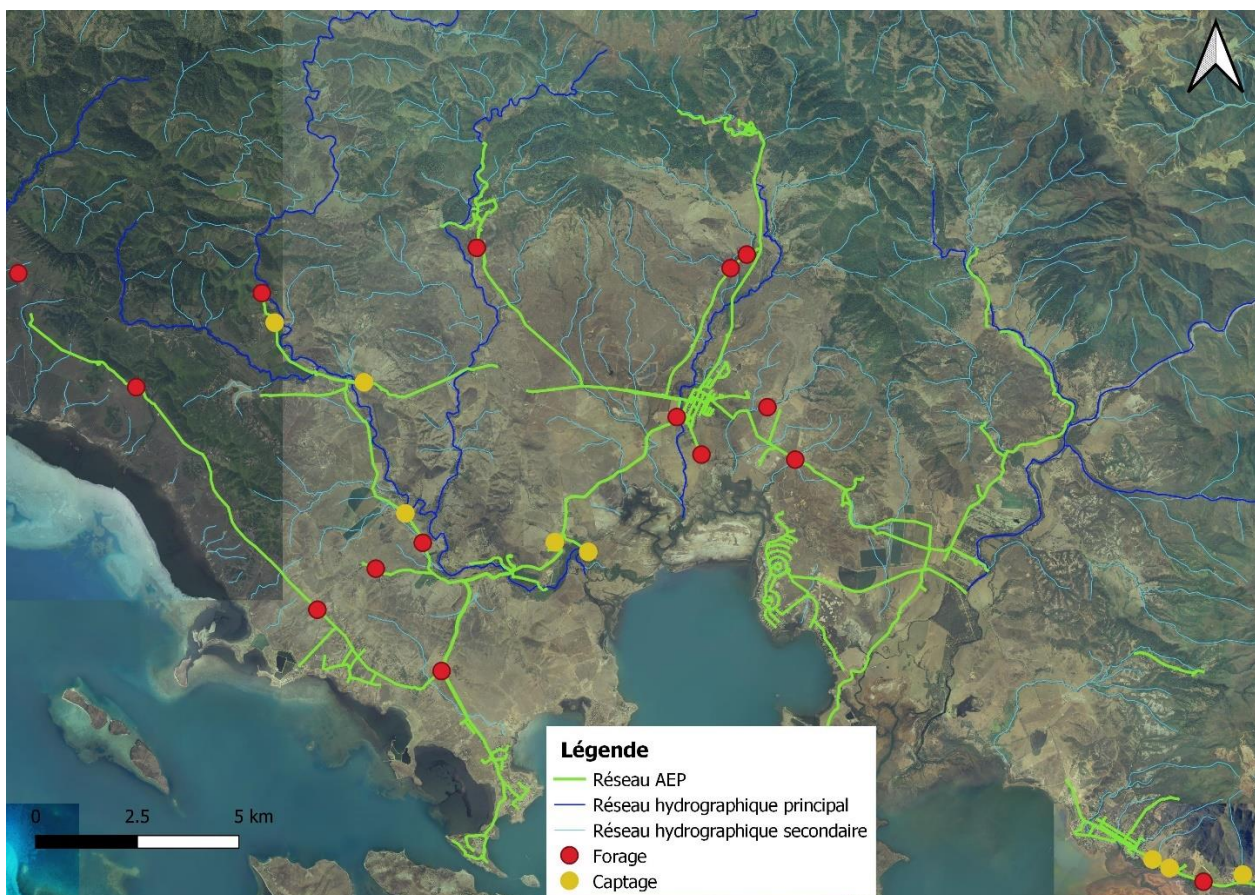 0 2.5 5 km
Légende
Réseau AEP
Réseau hydrographique principal
Réseau hydrographique secondaire
Forage
Captage